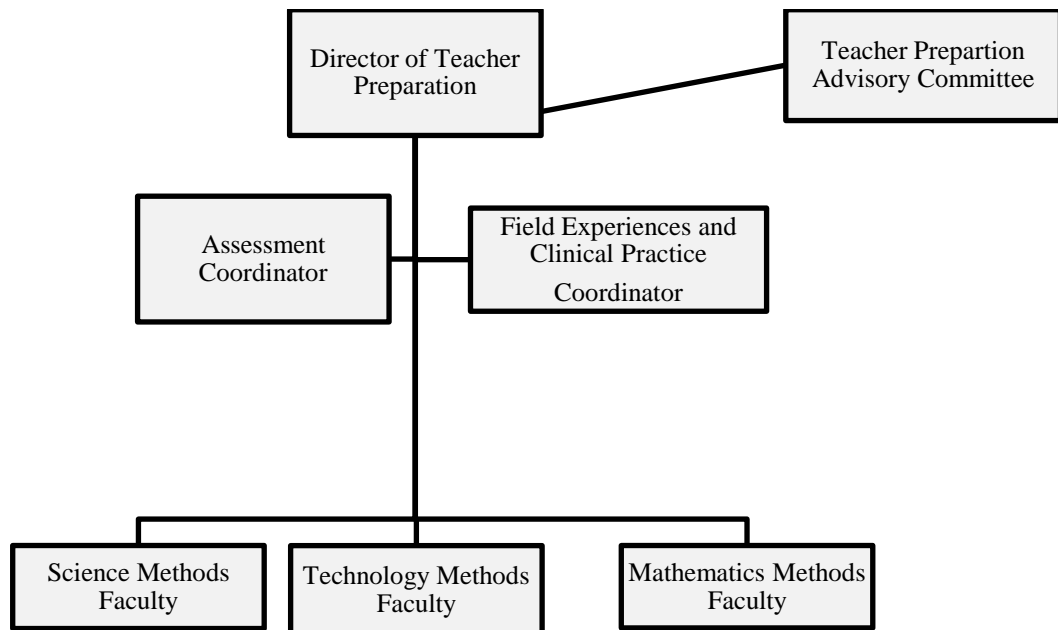 Director of Teacher
Preparation
Teacher Prepartion
Advisory Committee
Assessment
Coordinator
Field Experiences and
Clinical Practice
Coordinator
Science Methods
Faculty
Technology Methods
Faculty
Mathematics Methods
Faculty